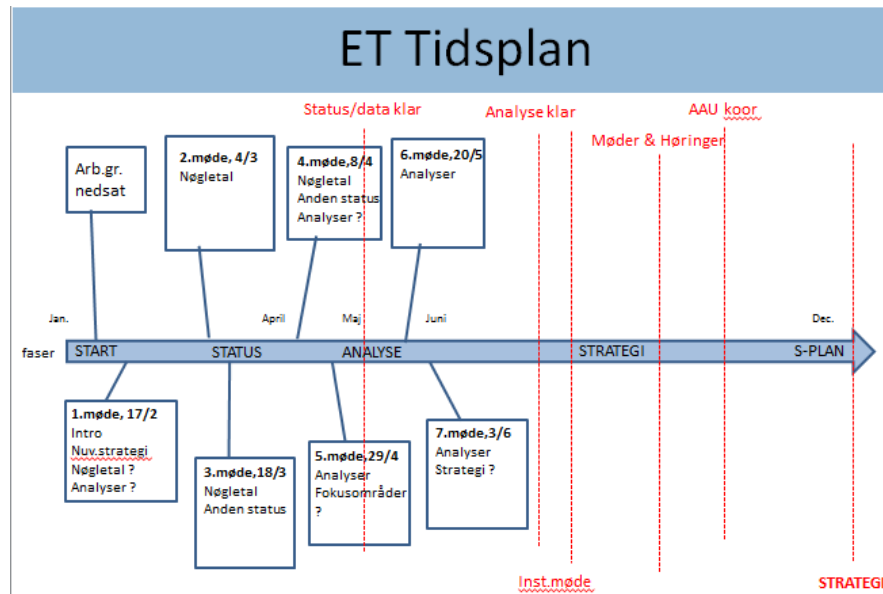 ET Tidsplan
Status/data klar
Analyse klar
AAU koor
Møder & Høringer
Arb.gr.
nedsat
2.møde, 4/3
Nøgletal
4.møde,8/4
Nøgletal
Anden status
Analyser ?
6.møde,20/5
Analyser
Jan.
April
Maj
Juni
Dec.
faser
START
STATUS
ANALYSE
STRATEGI
S-PLAN
1.møde, 17/2
Intro
Nuv.strategi
Nøgletal ?
Analyser ?
3.møde,18/3
Nøgletal
Anden status
5.møde,29/4
Analyser
Fokusområder
?
7.møde,3/6
Analyser
Strategi ?
Inst.møde
STRATEGI